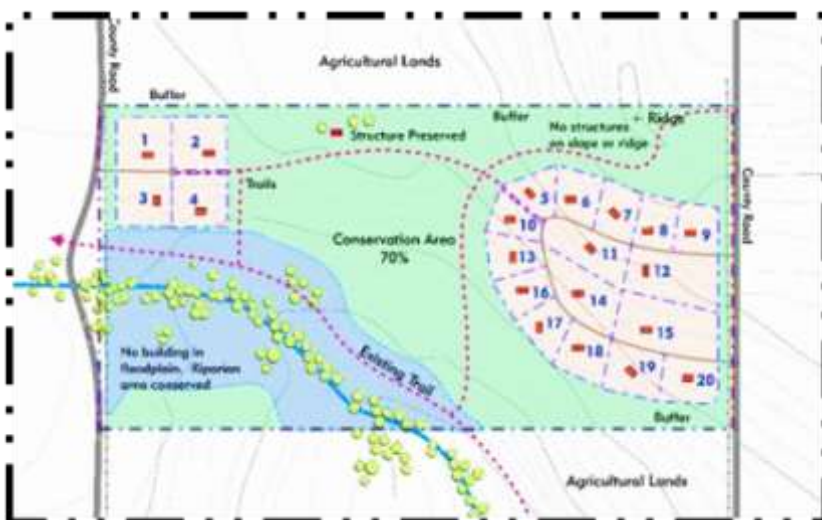 County Road
Agricultural Lands
Buffer
Buffer
← Ridge
No structures
on slope or ridge
Structure Preserved
1
2
3
4
Trails
Conservation Area
70%
5
6
7
8
9
10
11
12
13
14
15
16
17
18
19
20
County Road
No building in
floodplain. Riparian
area conserved
Existing Trail
Buffer
Agricultural Lands